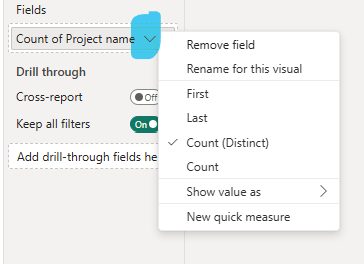 Fields
Count of Project name
Drill through
Cross-report
Off
Keep all filters
On
Add drill-through fields he
Remove field
Rename for this visual
First
Last
Count (Distinct)
Count
Show value as
New quick measure